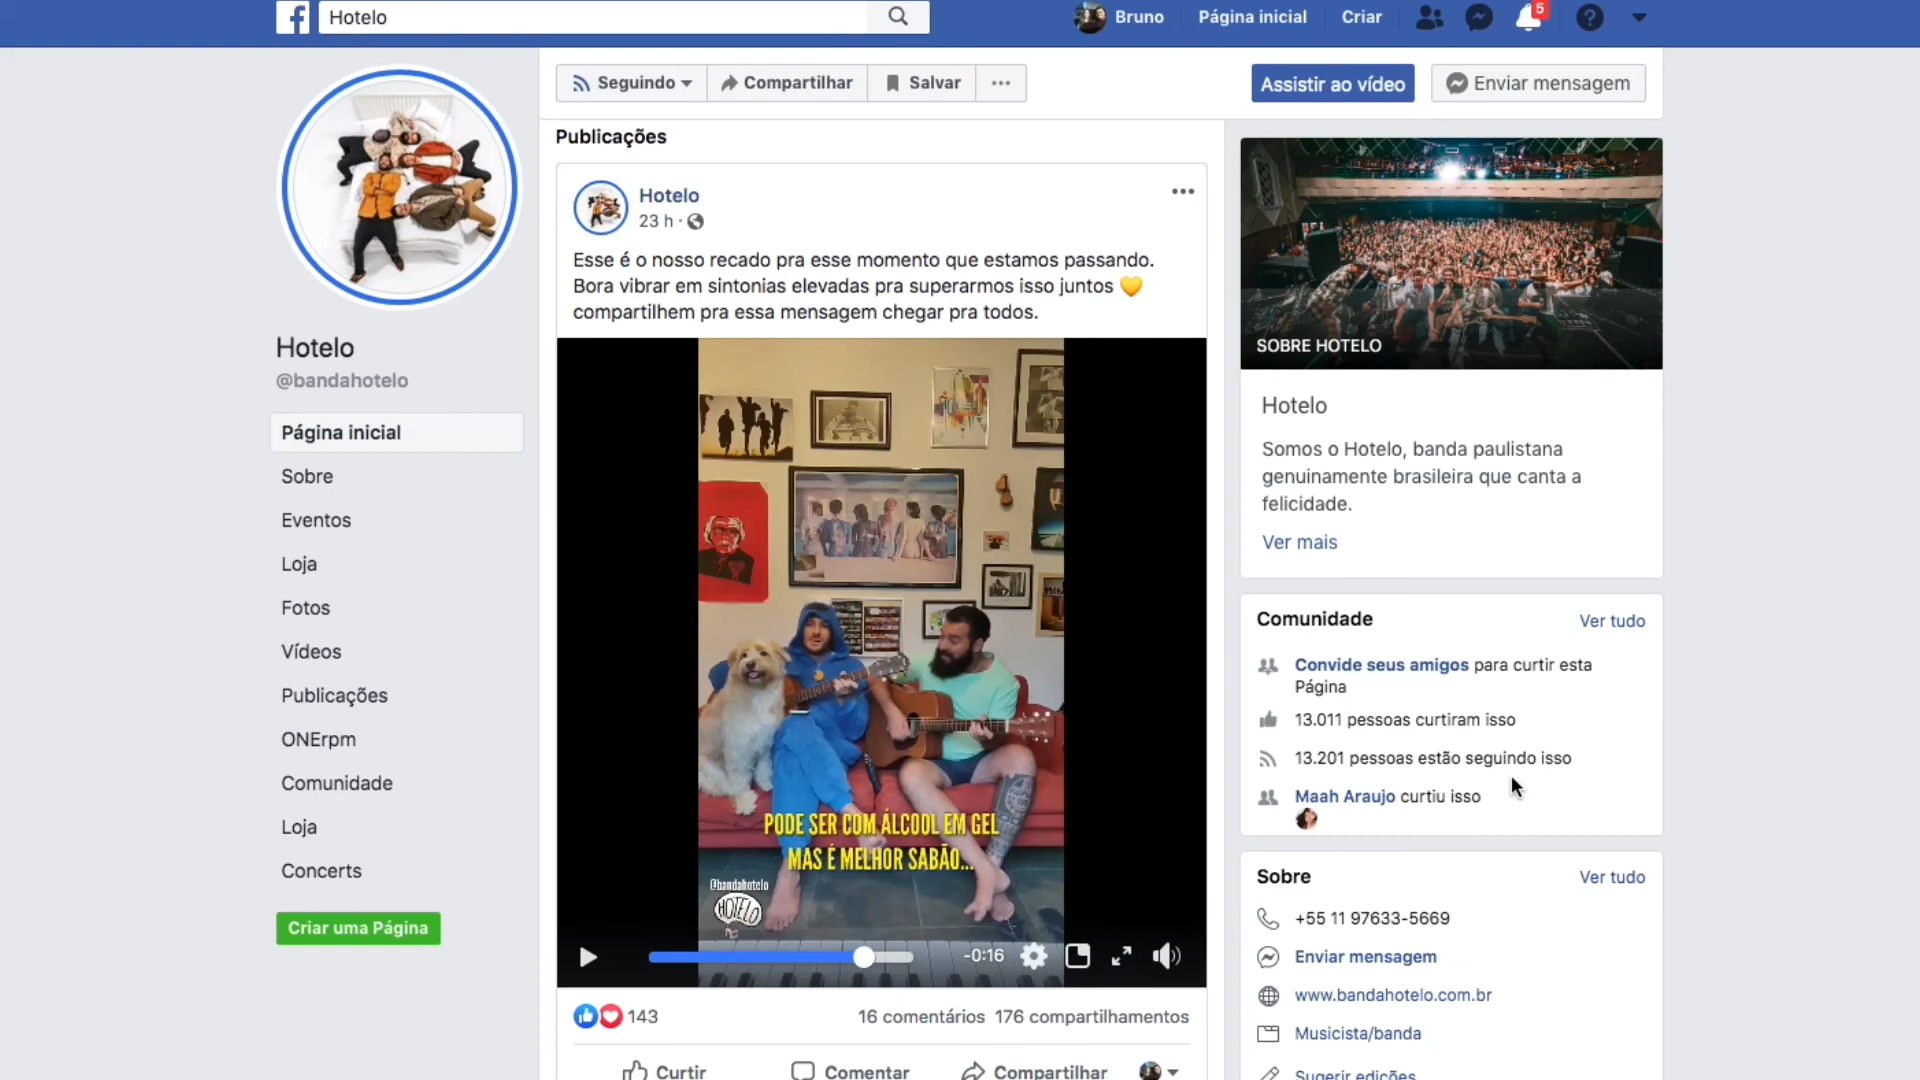 Hotelo
Bruno
Página inicial
Criar
5
Seguindo
Compartilhar
Salvar
Assistir ao vídeo
Enviar mensagem
Hotelo
@bandahotelo
Página inicial
Sobre
Eventos
Loja
Fotos
Vídeos
Publicações
ONErpm
Comunidade
Loja
Concerts
Criar uma Página
Publicações
Hotelo
23 h ·
Esse é o nosso recado pra esse momento que estamos passando.
Bora vibrar em sintonias elevadas pra superarmos isso juntos 💛
compartilhem pra essa mensagem chegar pra todos.
PODE SER COM ÁLCOOL EM GEL
MAS É MELHOR SABÃO...
@bandahotelo
HOTELO
-0:16
143
16 comentários 176 compartilhamentos
Curtir
Comentar
Compartilhar
SOBRE HOTELO
Hotelo
Somos o Hotelo, banda paulistana
genuinamente brasileira que canta a
felicidade.
Ver mais
Comunidade
Ver tudo
Convide seus amigos para curtir esta
Página
13.011 pessoas curtiram isso
13.201 pessoas estão seguindo isso
Maah Araujo curtiu isso
Sobre
Ver tudo
+55 11 97633-5669
Enviar mensagem
www.bandahotelo.com.br
Musicista/banda
Sugerir edições